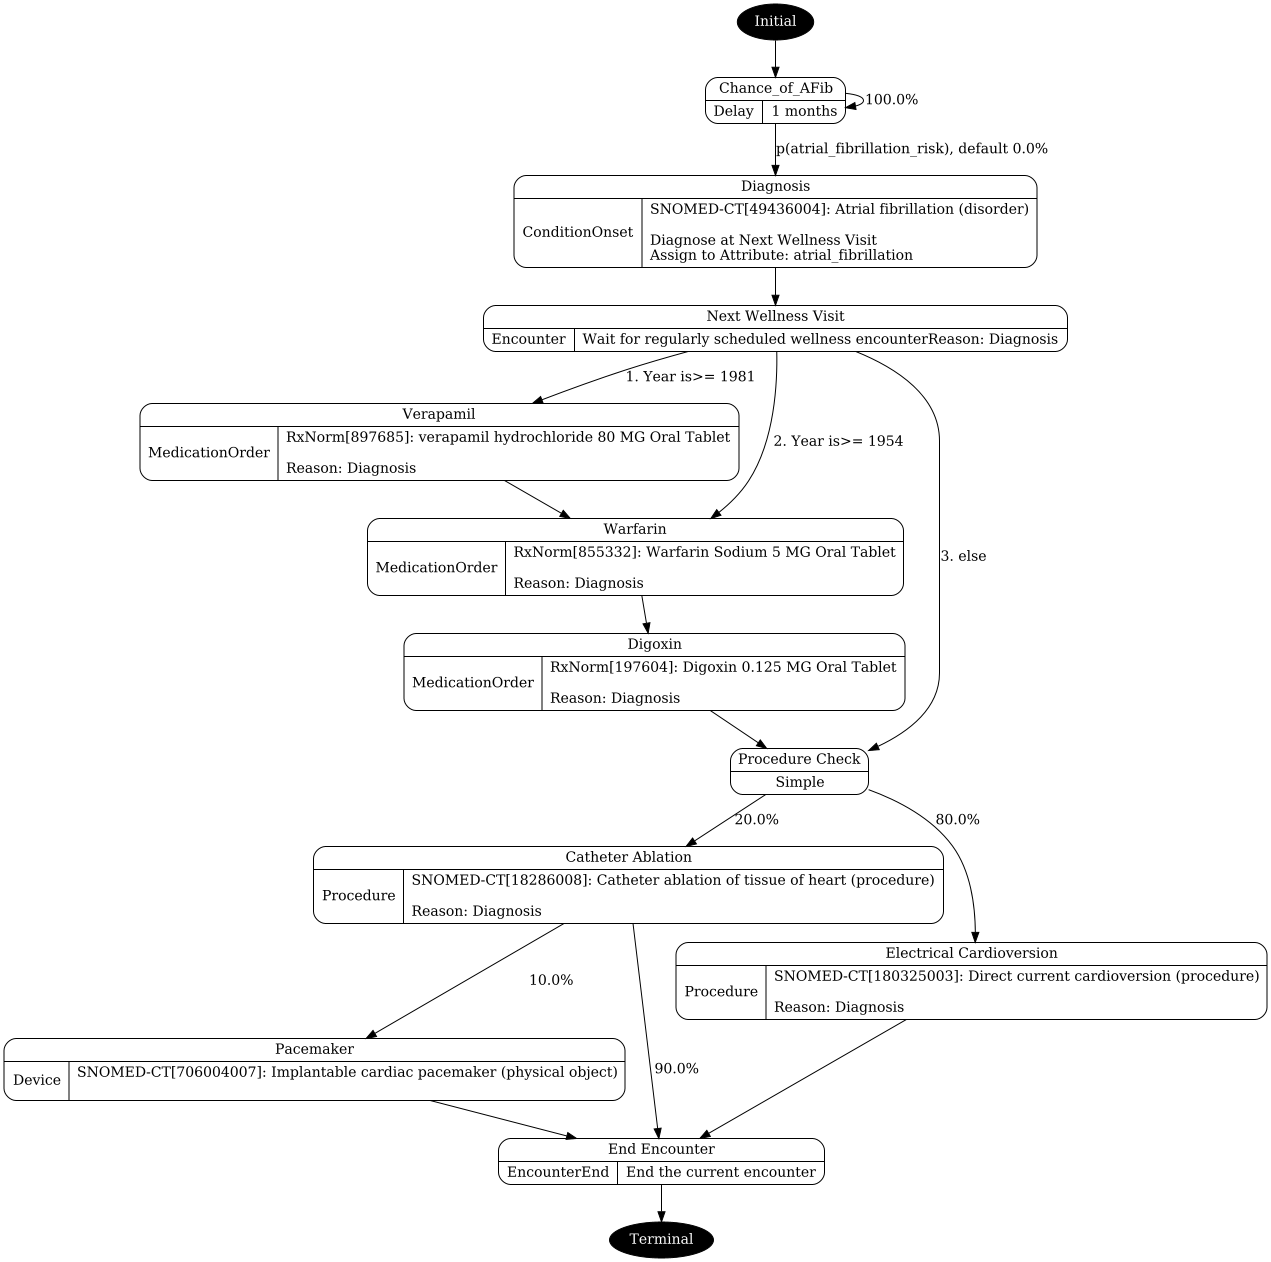 Initial
Chance_of_AFib
Delay
1 months
100.0%
p(atrial_fibrillation_risk), default 0.0%
Diagnosis
ConditionOnset
SNOMED-CT[49436004]: Atrial fibrillation (disorder)
Diagnose at Next Wellness Visit
Assign to Attribute: atrial_fibrillation
Next Wellness Visit
Encounter
Wait for regularly scheduled wellness encounterReason: Diagnosis
1. Year is>= 1981
Verapamil
MedicationOrder
RxNorm[897685]: verapamil hydrochloride 80 MG Oral Tablet
Reason: Diagnosis
2. Year is>= 1954
Warfarin
MedicationOrder
RxNorm[855332]: Warfarin Sodium 5 MG Oral Tablet
Reason: Diagnosis
3. else
Digoxin
MedicationOrder
RxNorm[197604]: Digoxin 0.125 MG Oral Tablet
Reason: Diagnosis
Procedure Check
Simple
20.0%
80.0%
Catheter Ablation
Procedure
SNOMED-CT[18286008]: Catheter ablation of tissue of heart (procedure)
Reason: Diagnosis
Electrical Cardioversion
Procedure
SNOMED-CT[180325003]: Direct current cardioversion (procedure)
Reason: Diagnosis
10.0%
Pacemaker
Device
SNOMED-CT[706004007]: Implantable cardiac pacemaker (physical object)
90.0%
End Encounter
EncounterEnd
End the current encounter
Terminal